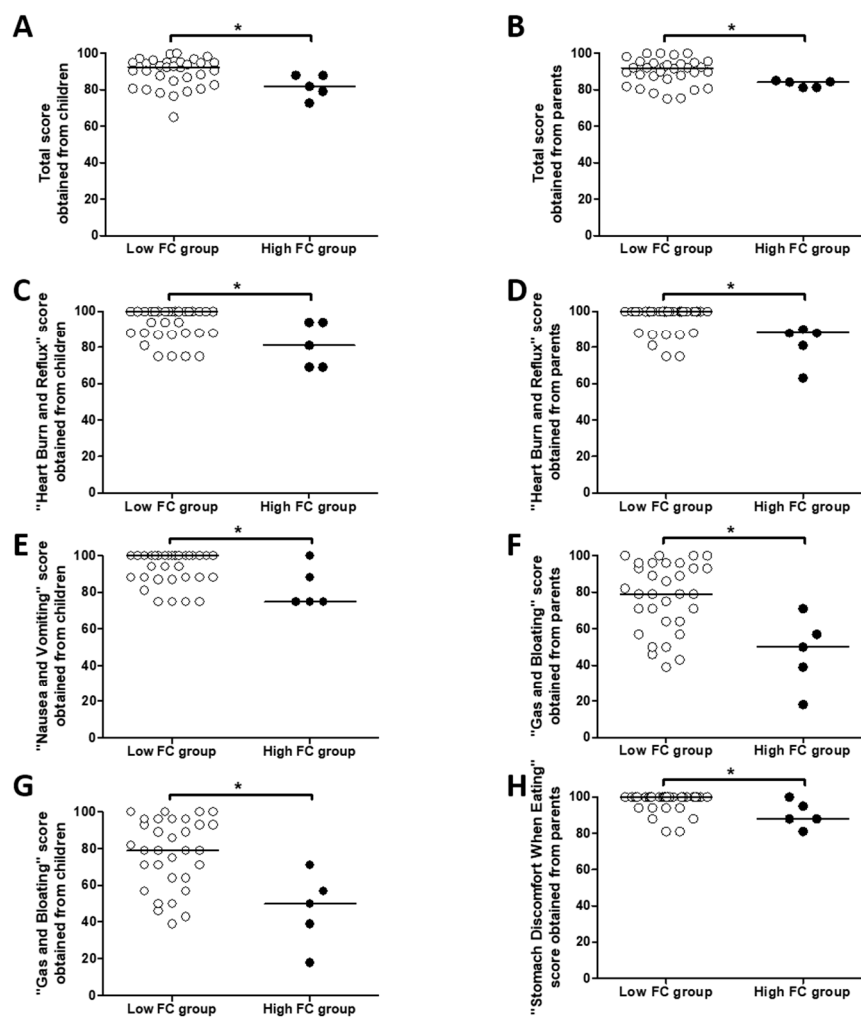 A
*
Total score
obtained from children
100
80
60
40
20
0
Low FC group
High FC group
B
*
Total score
obtained from parents
100
80
60
40
20
0
Low FC group
High FC group
C
*
"Heart Burn and Reflux" score
obtained from children
100
80
60
40
20
0
Low FC group
High FC group
D
*
"Heart Burn and Reflux" score
obtained from parents
100
80
60
40
20
0
Low FC group
High FC group
E
*
"Nausea and Vomiting" score
obtained from children
100
80
60
40
20
0
Low FC group
High FC group
F
*
"Gas and Bloating" score
obtained from parents
100
80
60
40
20
0
Low FC group
High FC group
G
*
"Gas and Bloating" score
obtained from children
100
80
60
40
20
0
Low FC group
High FC group
H
*
"Stomach Discomfort When Eating"
score obtained from parents
100
80
60
40
20
0
Low FC group
High FC group